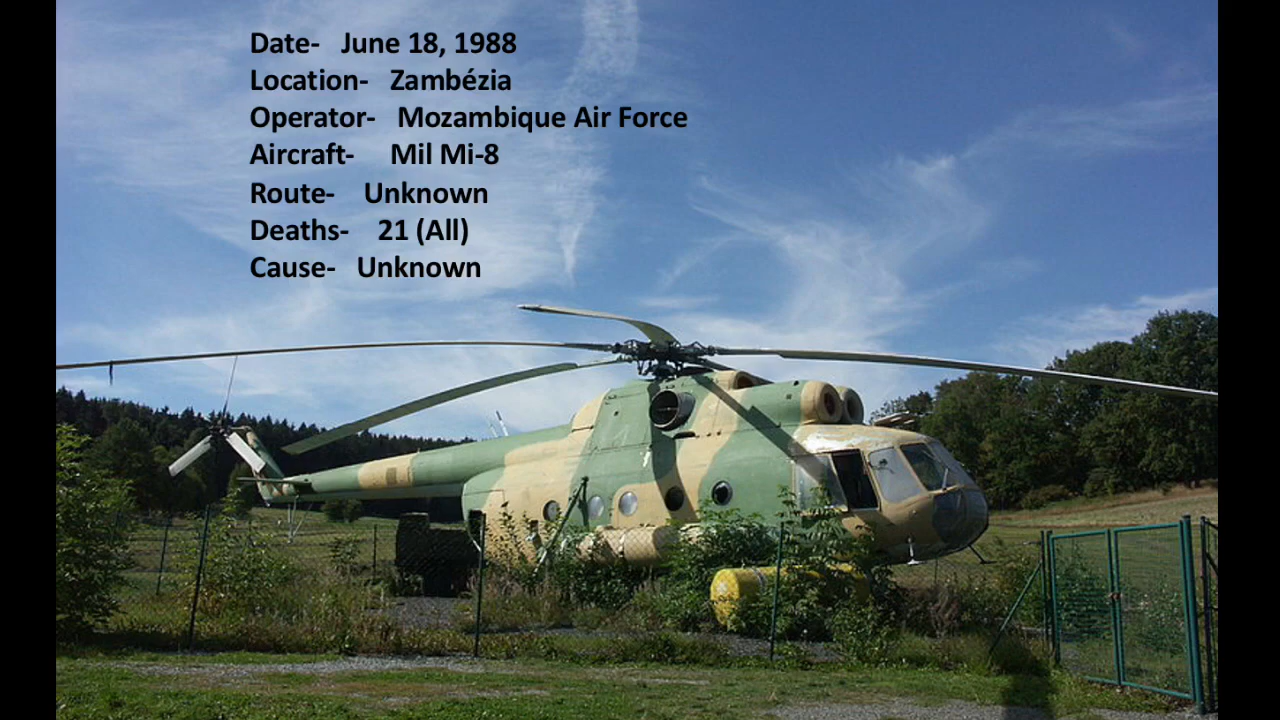 Date- June 18, 1988
Location- Zambézia
Operator- Mozambique Air Force
Aircraft- Mil Mi-8
Route- Unknown
Deaths- 21 (All)
Cause- Unknown